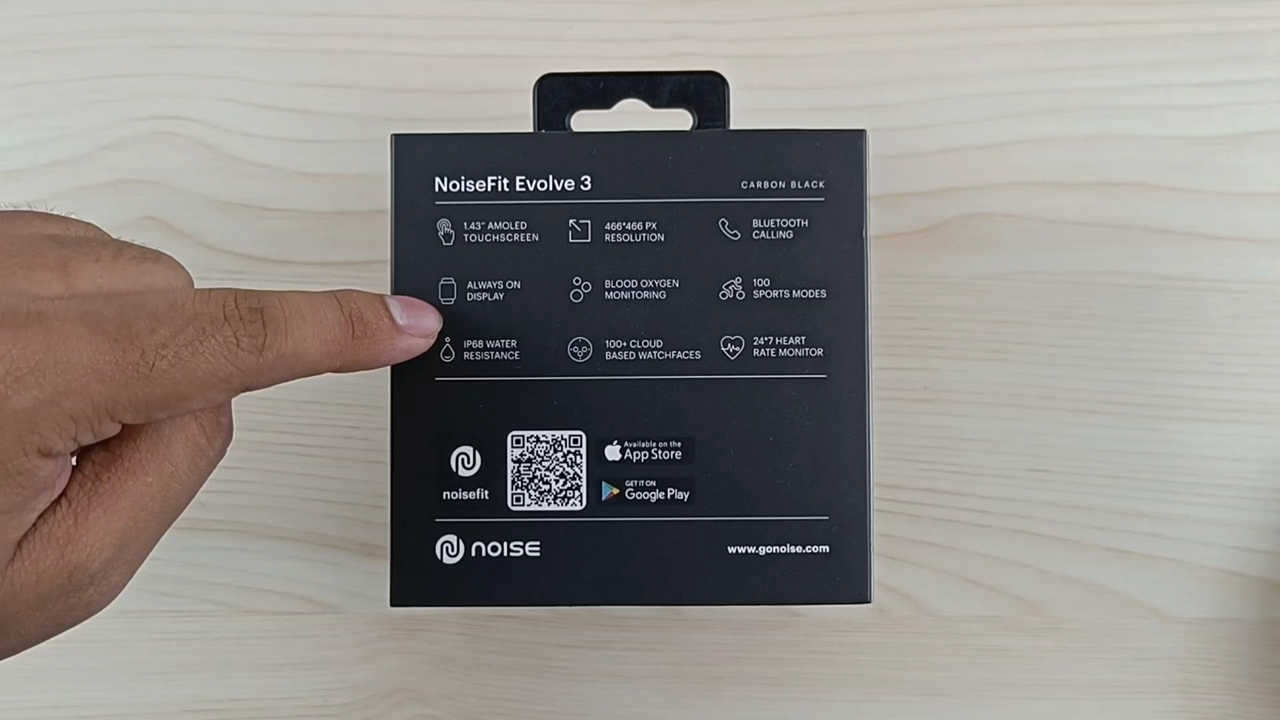 NoiseFit Evolve 3
CARBON BLACK
1.43" AMOLED
TOUCHSCREEN
466*466 PX
RESOLUTION
BLUETOOTH
CALLING
ALWAYS ON
DISPLAY
BLOOD OXYGEN
MONITORING
100
SPORTS MODES
IP68 WATER
RESISTANCE
100+ CLOUD
BASED WATCHFACES
24*7 HEART
RATE MONITOR
noisefit
Available on the
App Store
GET IT ON
Google Play
NOISE
www.gonoise.com